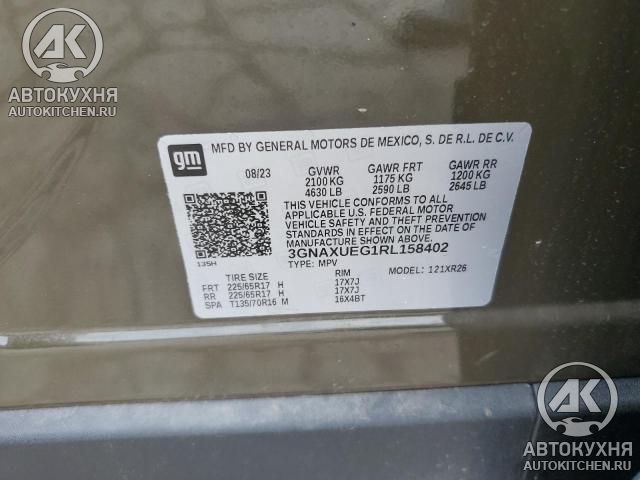 АВТОКУХНЯ
AUTOKITCHEN.RU
gm
MFD BY GENERAL MOTORS DE MEXICO, S. DE R.L. DE C.V.
08/23 GVWR GAWR FRT GAWR RR
2100 KG 1175 KG 1200 KG
4630 LB 2590 LB 2645 LB
THIS VEHICLE CONFORMS TO ALL
APPLICABLE U.S. FEDERAL MOTOR
VEHICLE SAFETY AND THEFT PREVENTION
STANDARDS IN EFFECT ON THE DATE OF
MANUFACTURE SHOWN ABOVE.
3GNAXUEG1RL158402
135H
TYPE: MPV MODEL: 121XR26
TIRE SIZE RIM
FRT 225/65R17 H 17X7J
RR 225/65R17 H 17X7J
SPA T135/70R16 M 16X4BT
АВТОКУХНЯ
AUTOKITCHEN.RU